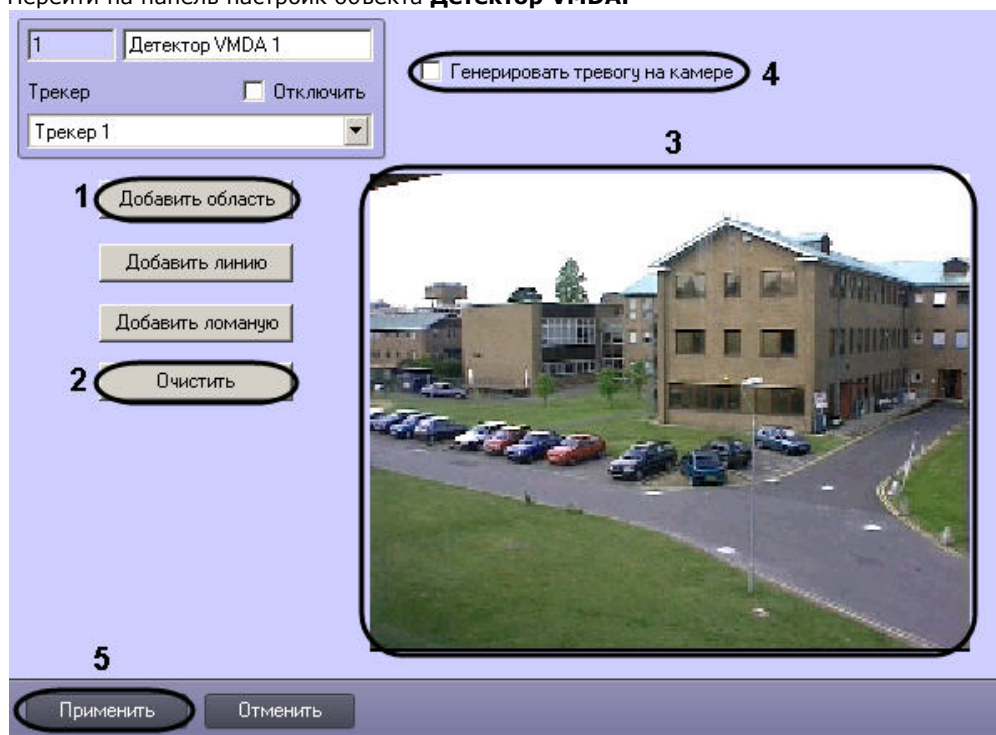 Перейти на панель настроек объекта Детектор VMDA.
1
Детектор VMDA 1
Генерировать тревогу на камере
4
Трекер
Отключить
Трекер 1
3
1
Добавить область
Добавить линию
Добавить ломаную
2
Очистить
5
Применить
Отменить